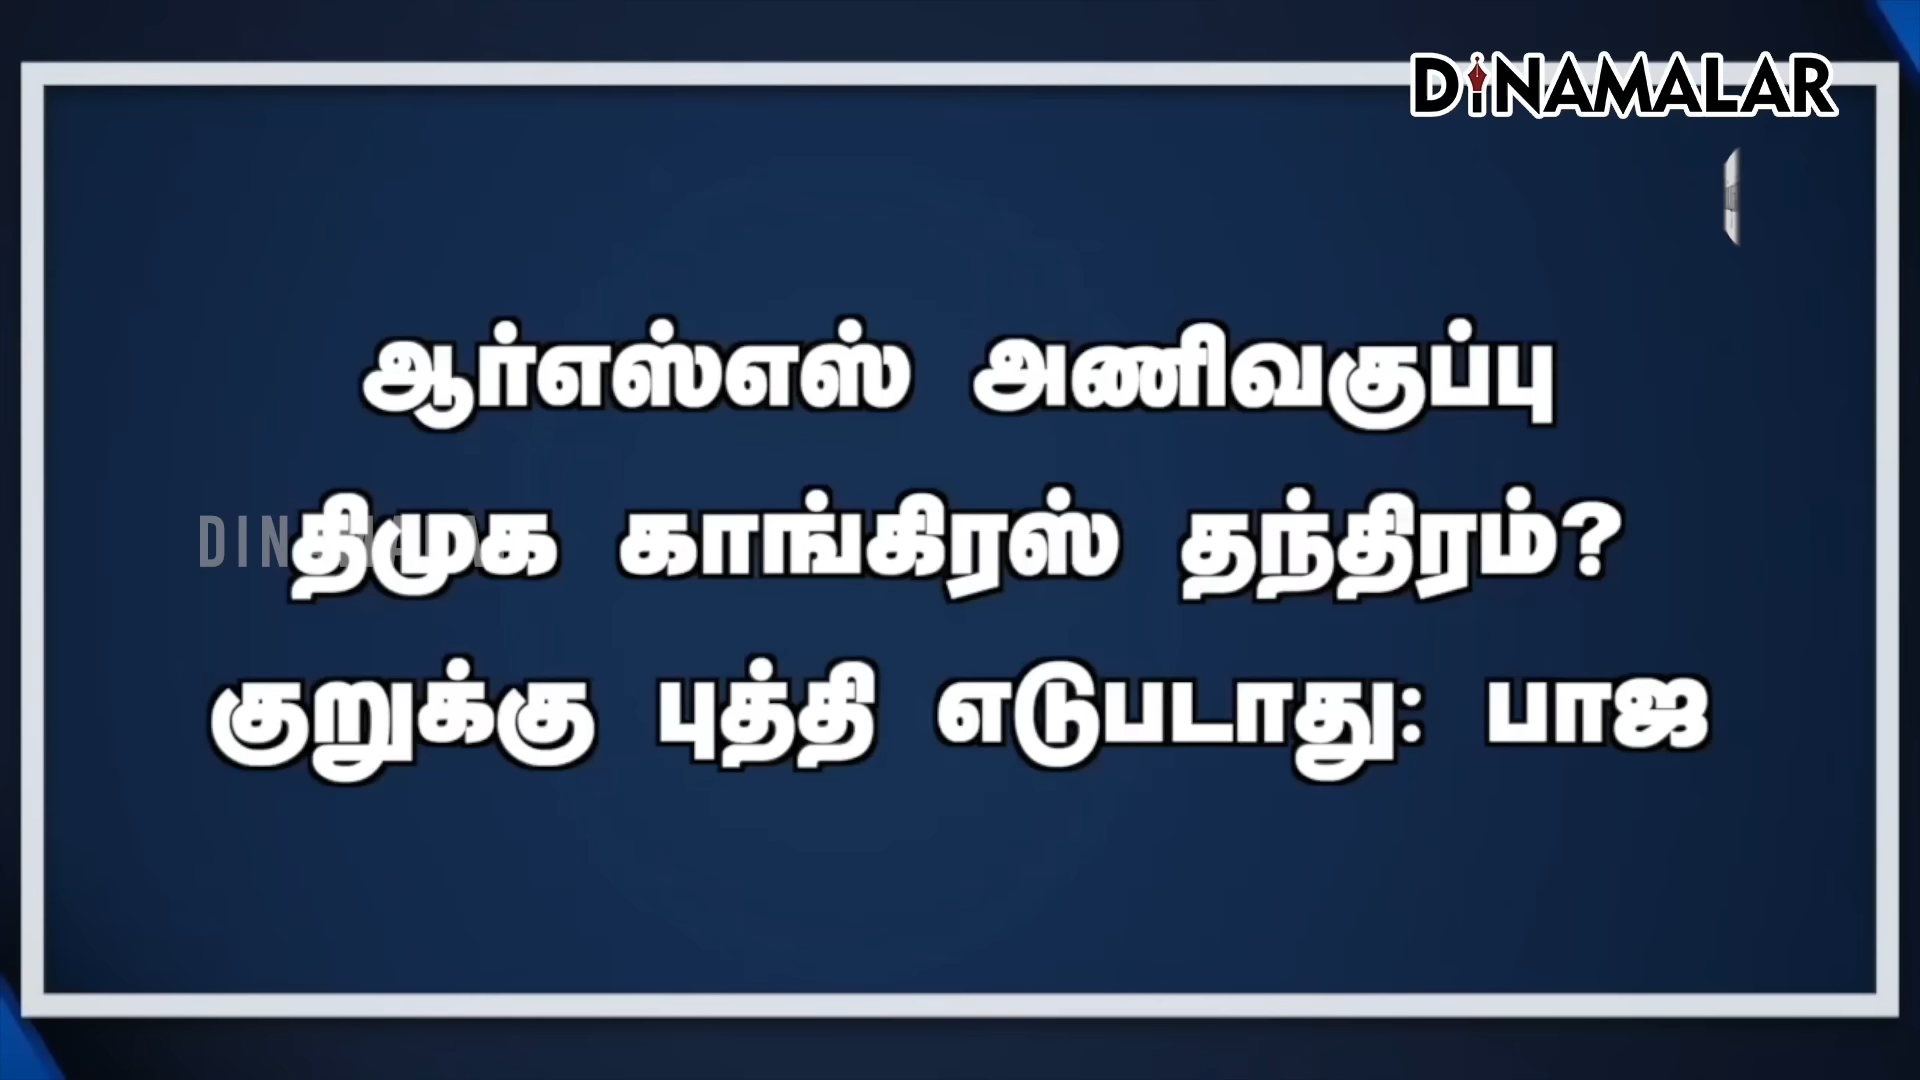 DINAMALAR
ஆர்எஸ்எஸ் அணிவகுப்பு
திமுக காங்கிரஸ் தந்திரம்?
குறுக்கு புத்தி எடுபடாது: பாஜ